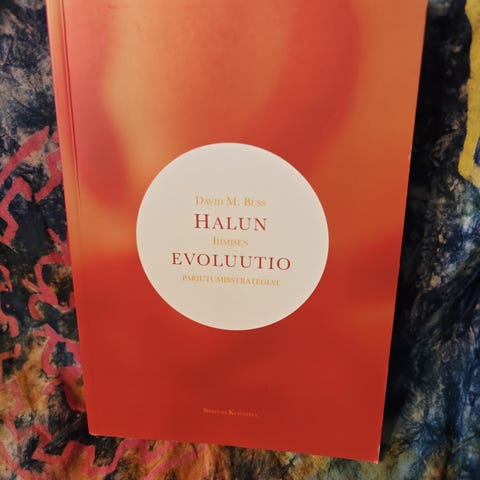 David M. Buss
Halun
Ihmisen
evoluutio
pariutumisstrategiat